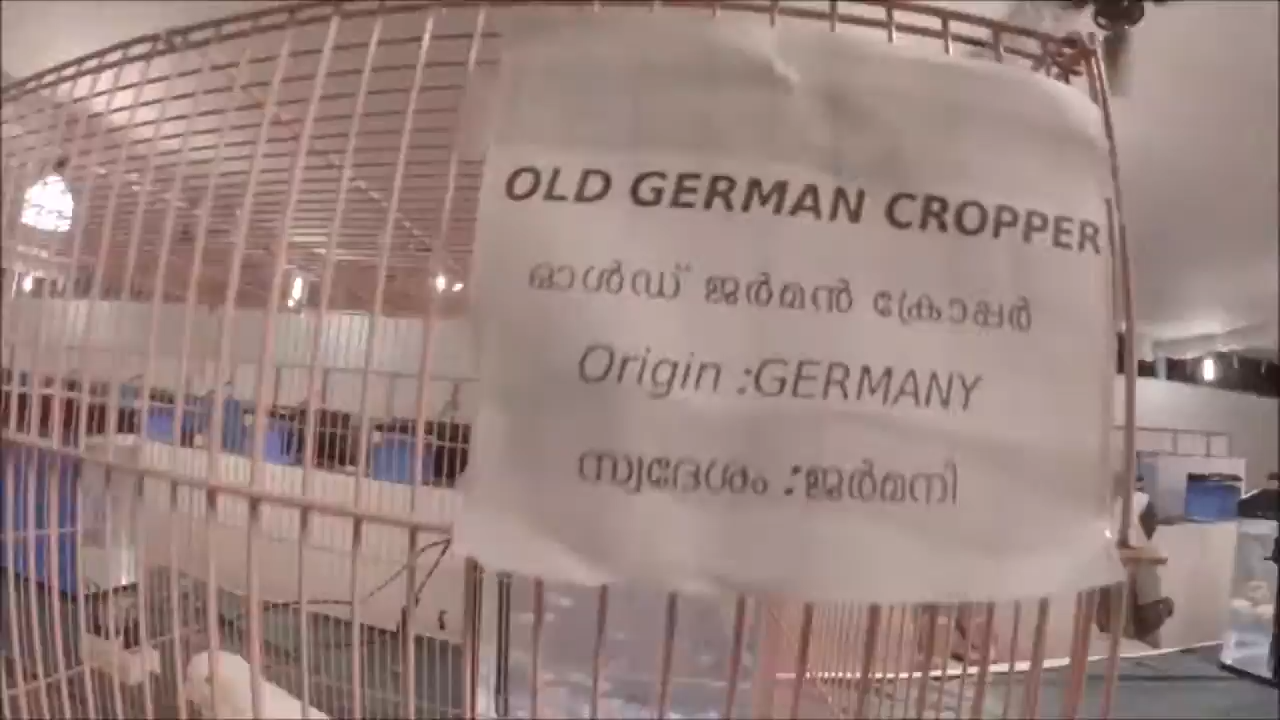 OLD GERMAN CROPPER
ഓൾഡ് ജർമൻ ക്രോപ്പർ
Origin :GERMANY
സ്വദേശം :ജർമനി